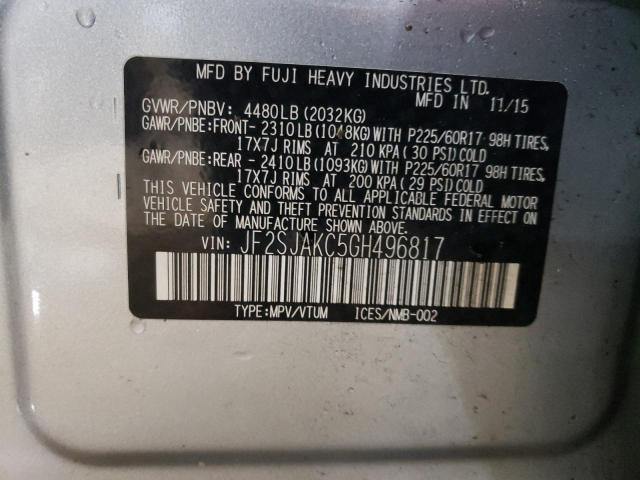 MFD BY FUJI HEAVY INDUSTRIES LTD.
MFD IN 11/15
GVWR/PNBV: 4480LB (2032KG)
GAWR/PNBE:FRONT- 2310LB(1048KG)WITH P225/60R17 98H TIRES,
17X7J RIMS AT 210 KPA(30 PSI)COLD
GAWR/PNBE:REAR - 2410LB(1093KG)WITH P225/60R17 98H TIRES,
17X7J RIMS AT 200 KPA(29 PSI)COLD
THIS VEHICLE CONFORMS TO ALL APPLICABLE FEDERAL MOTOR
VEHICLE SAFETY AND THEFT PREVENTION STANDARDS IN EFFECT ON
THE DATE OF MANUFACTURE SHOWN ABOVE.
VIN: JF2SJAKC5GH496817
TYPE:MPV/VTUM ICES/NMB-002